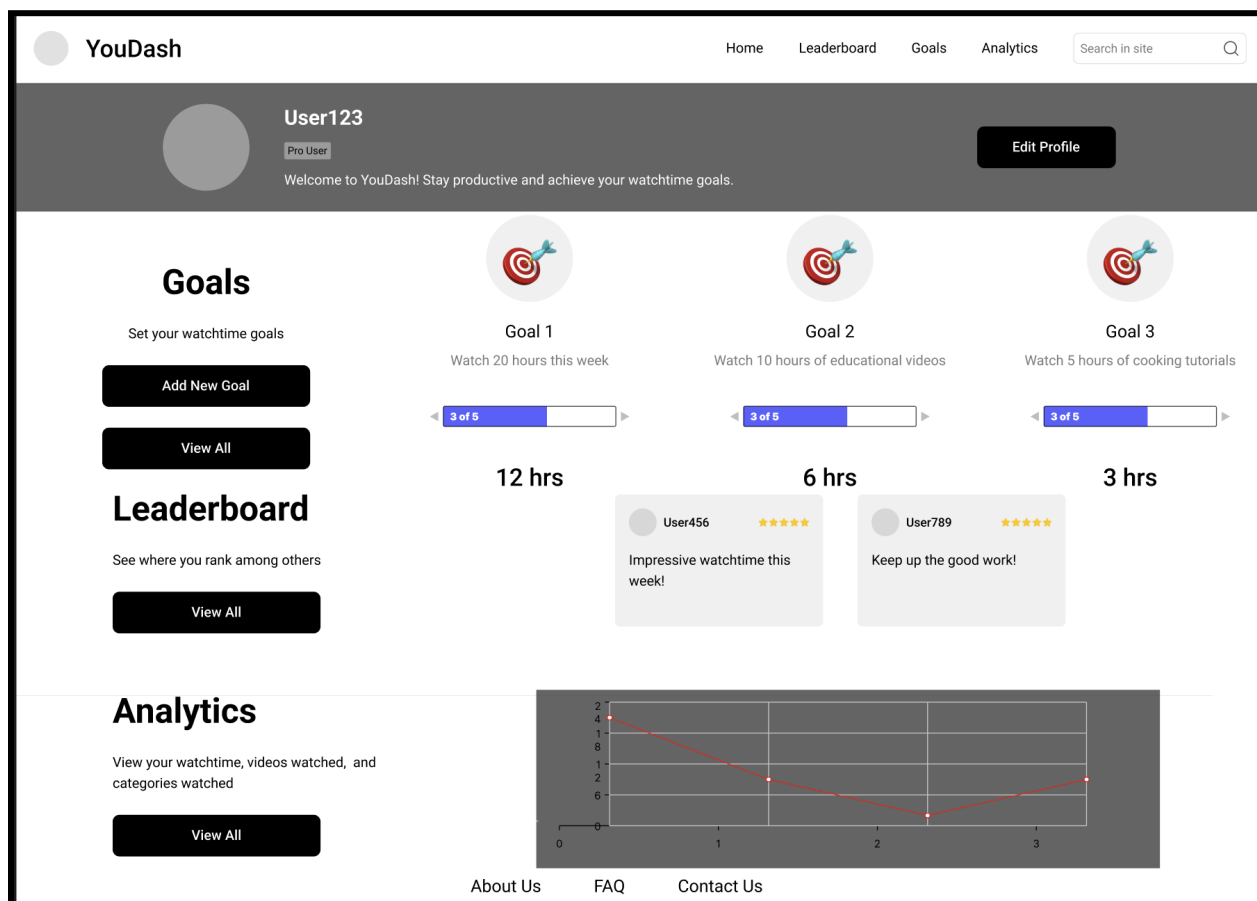 YouDash
Home Leaderboard Goals Analytics Search in site
User123
Pro User
Edit Profile
Welcome to YouDash! Stay productive and achieve your watchtime goals.
Goals
Set your watchtime goals
Add New Goal
View All
Goal 1
Watch 20 hours this week
3 of 5
12 hrs
Goal 2
Watch 10 hours of educational videos
3 of 5
6 hrs
Goal 3
Watch 5 hours of cooking tutorials
3 of 5
3 hrs
Leaderboard
See where you rank among others
View All
User456
Impressive watchtime this
week!
User789
Keep up the good work!
Analytics
View your watchtime, videos watched, and
categories watched
View All
2
4
1
8
1
2
6
0
0 1 2 3
About Us FAQ Contact Us